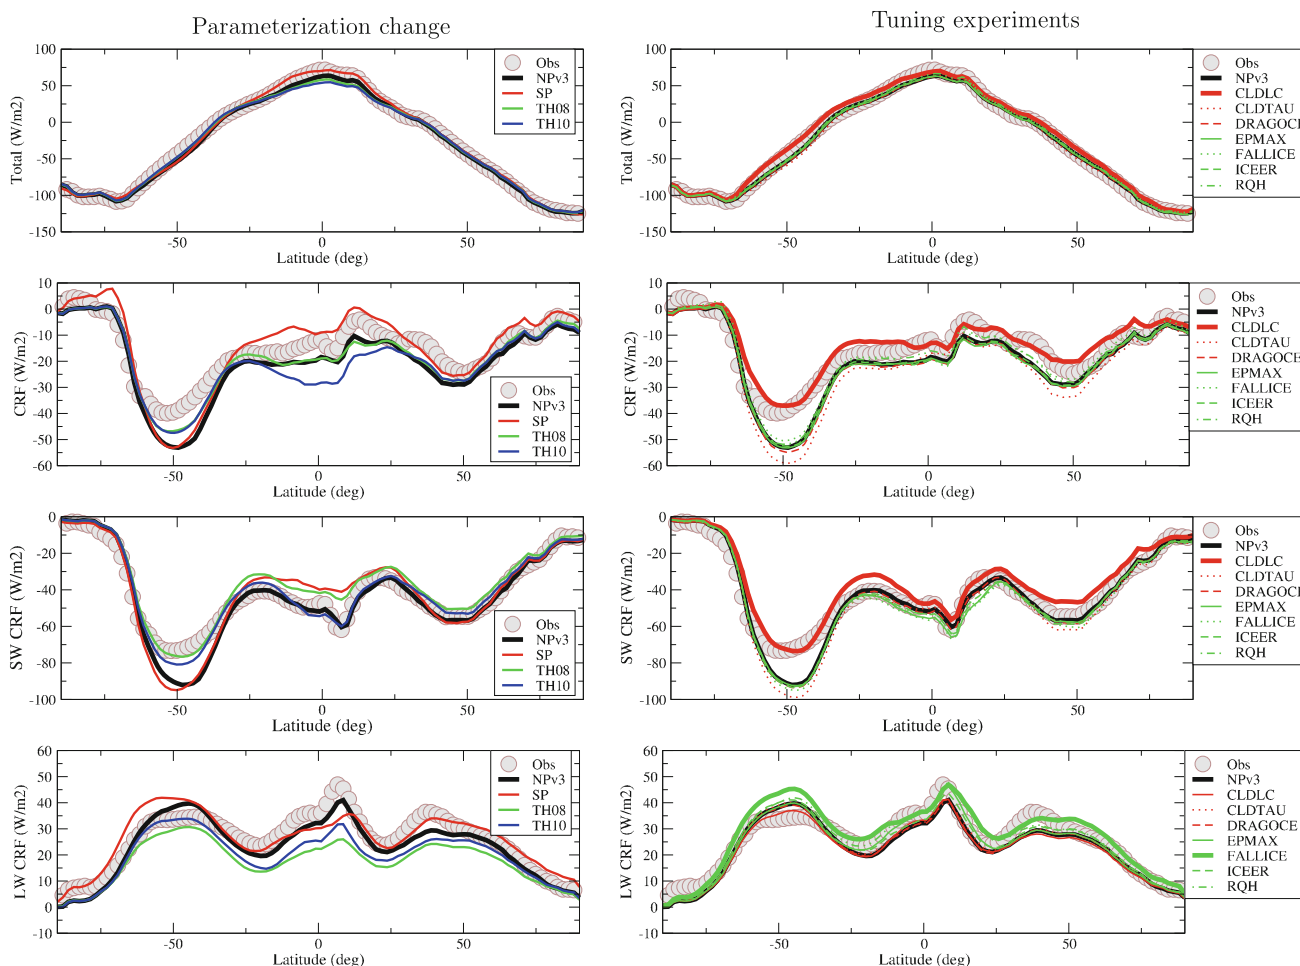 Parameterization change
Tuning experiments
100
50
0
-50
-100
-150
Total (W/m2)
-50
0
50
Latitude (deg)
Obs
NPv3
SP
TH08
TH10
100
50
0
-50
-100
-150
Total (W/m2)
-50
0
50
Latitude (deg)
Obs
NPv3
CLDLC
CLDTAU
DRAGOCE
EPMAX
FALLICE
ICEER
RQH
10
0
-10
-20
-30
-40
-50
-60
CRF (W/m2)
-50
0
50
Latitude (deg)
Obs
NPv3
SP
TH08
TH10
10
0
-10
-20
-30
-40
-50
-60
CRF (W/m2)
-50
0
50
Latitude (deg)
Obs
NPv3
CLDLC
CLDTAU
DRAGOCE
EPMAX
FALLICE
ICEER
RQH
0
-20
-40
-60
-80
-100
SW CRF (W/m2)
-50
0
50
Latitude (deg)
Obs
NPv3
SP
TH08
TH10
0
-20
-40
-60
-80
-100
SW CRF (W/m2)
-50
0
50
Latitude (deg)
Obs
NPv3
CLDLC
CLDTAU
DRAGOCE
EPMAX
FALLICE
ICEER
RQH
60
50
40
30
20
10
0
-10
LW CRF (W/m2)
-50
0
50
Latitude (deg)
Obs
NPv3
SP
TH08
TH10
60
50
40
30
20
10
0
-10
LW CRF (W/m2)
-50
0
50
Latitude (deg)
Obs
NPv3
CLDLC
CLDTAU
DRAGOCE
EPMAX
FALLICE
ICEER
RQH